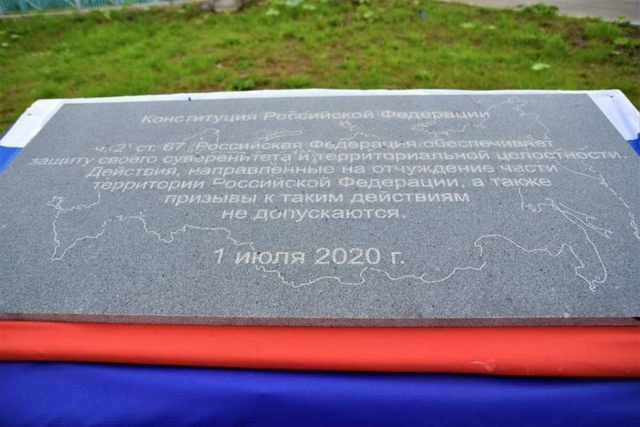 Конституция Российской Федерации
ч. 2¹ ст. 67. Российская Федерация обеспечивает
защиту своего суверенитета и территориальной целостности.
Действия, направленные на отчуждение части
территории Российской Федерации, а также
призывы к таким действиям
не допускаются.
1 июля 2020 г.